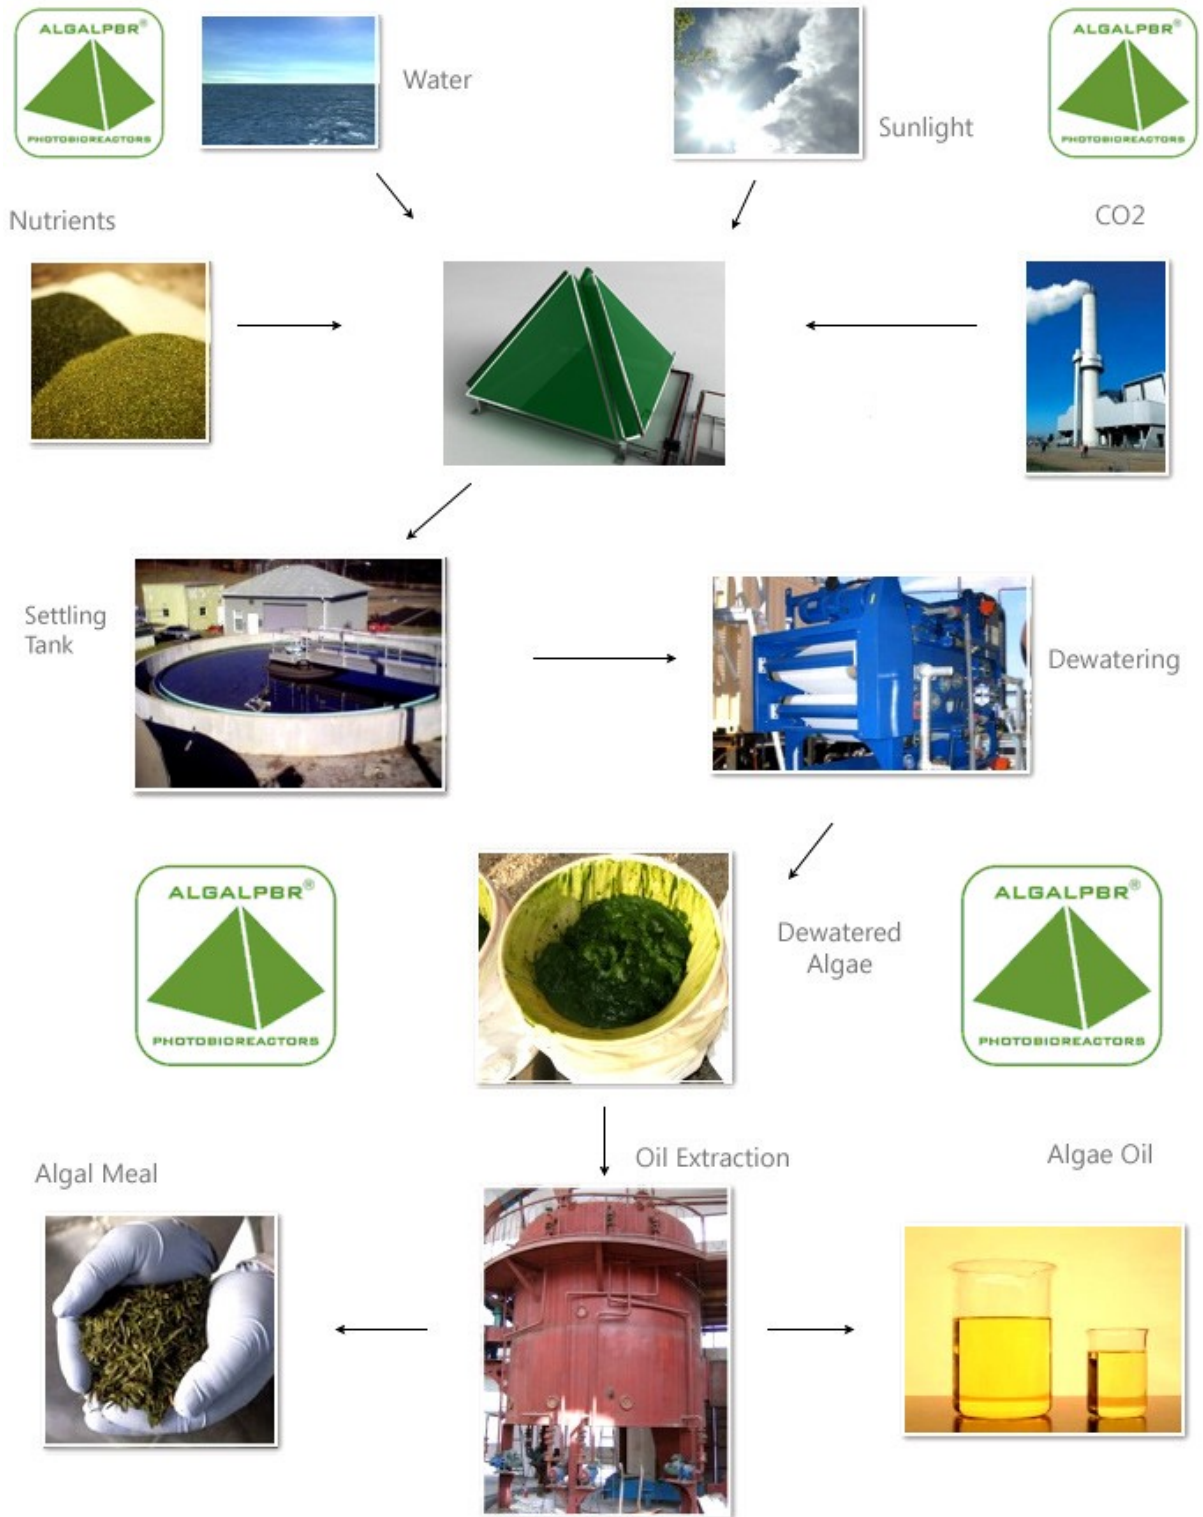 ALGALPBR®
PHOTOBIOREACTORS
Water
Sunlight
ALGALPBR®
PHOTOBIOREACTORS
Nutrients
CO2
Settling
Tank
Dewatering
ALGALPBR®
PHOTOBIOREACTORS
Dewatered
Algae
ALGALPBR®
PHOTOBIOREACTORS
Algal Meal
Oil Extraction
Algae Oil